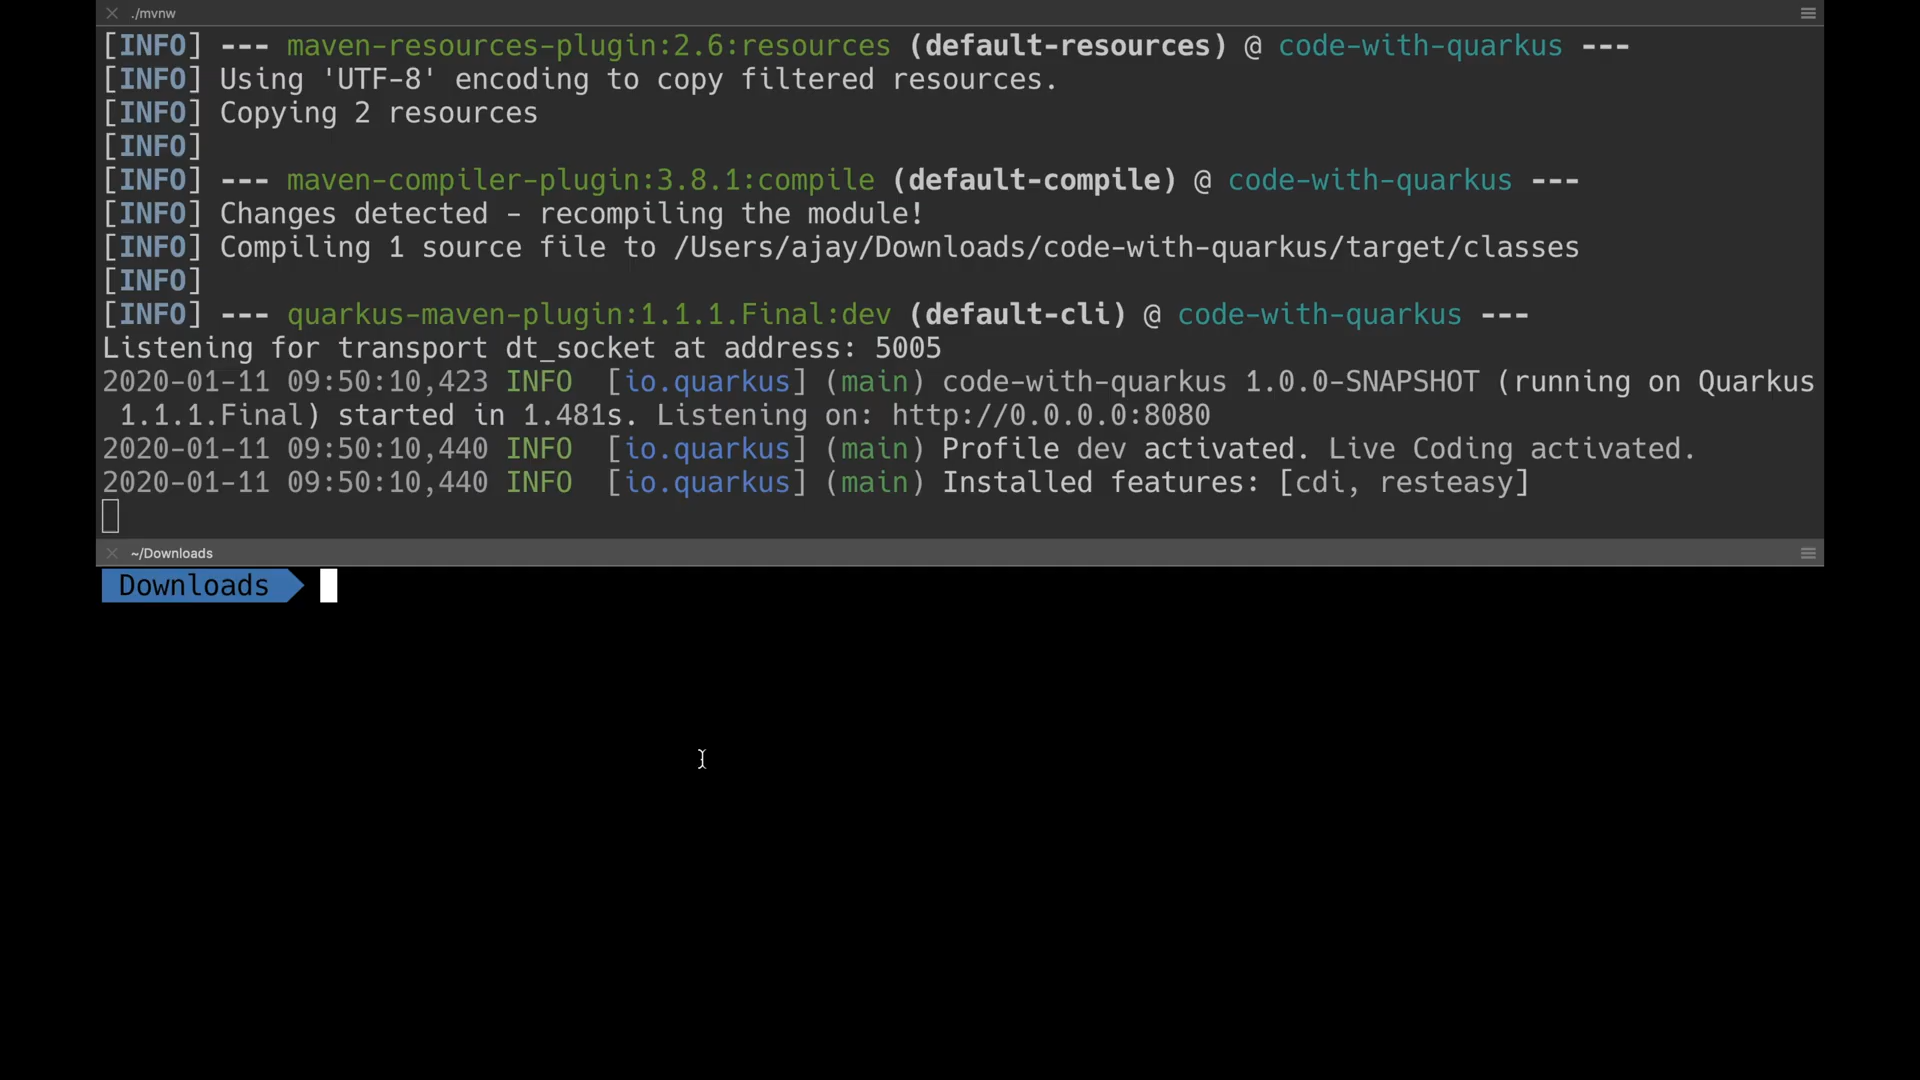 ./mvnw
[INFO] --- maven-resources-plugin:2.6:resources (default-resources) @ code-with-quarkus ---
[INFO] Using 'UTF-8' encoding to copy filtered resources.
[INFO] Copying 2 resources
[INFO]
[INFO] --- maven-compiler-plugin:3.8.1:compile (default-compile) @ code-with-quarkus ---
[INFO] Changes detected - recompiling the module!
[INFO] Compiling 1 source file to /Users/ajay/Downloads/code-with-quarkus/target/classes
[INFO]
[INFO] --- quarkus-maven-plugin:1.1.1.Final:dev (default-cli) @ code-with-quarkus ---
Listening for transport dt_socket at address: 5005
2020-01-11 09:50:10,423 INFO  [io.quarkus] (main) code-with-quarkus 1.0.0-SNAPSHOT (running on Quarkus
1.1.1.Final) started in 1.481s. Listening on: http://0.0.0.0:8080
2020-01-11 09:50:10,440 INFO  [io.quarkus] (main) Profile dev activated. Live Coding activated.
2020-01-11 09:50:10,440 INFO  [io.quarkus] (main) Installed features: [cdi, resteasy]
~/Downloads
Downloads